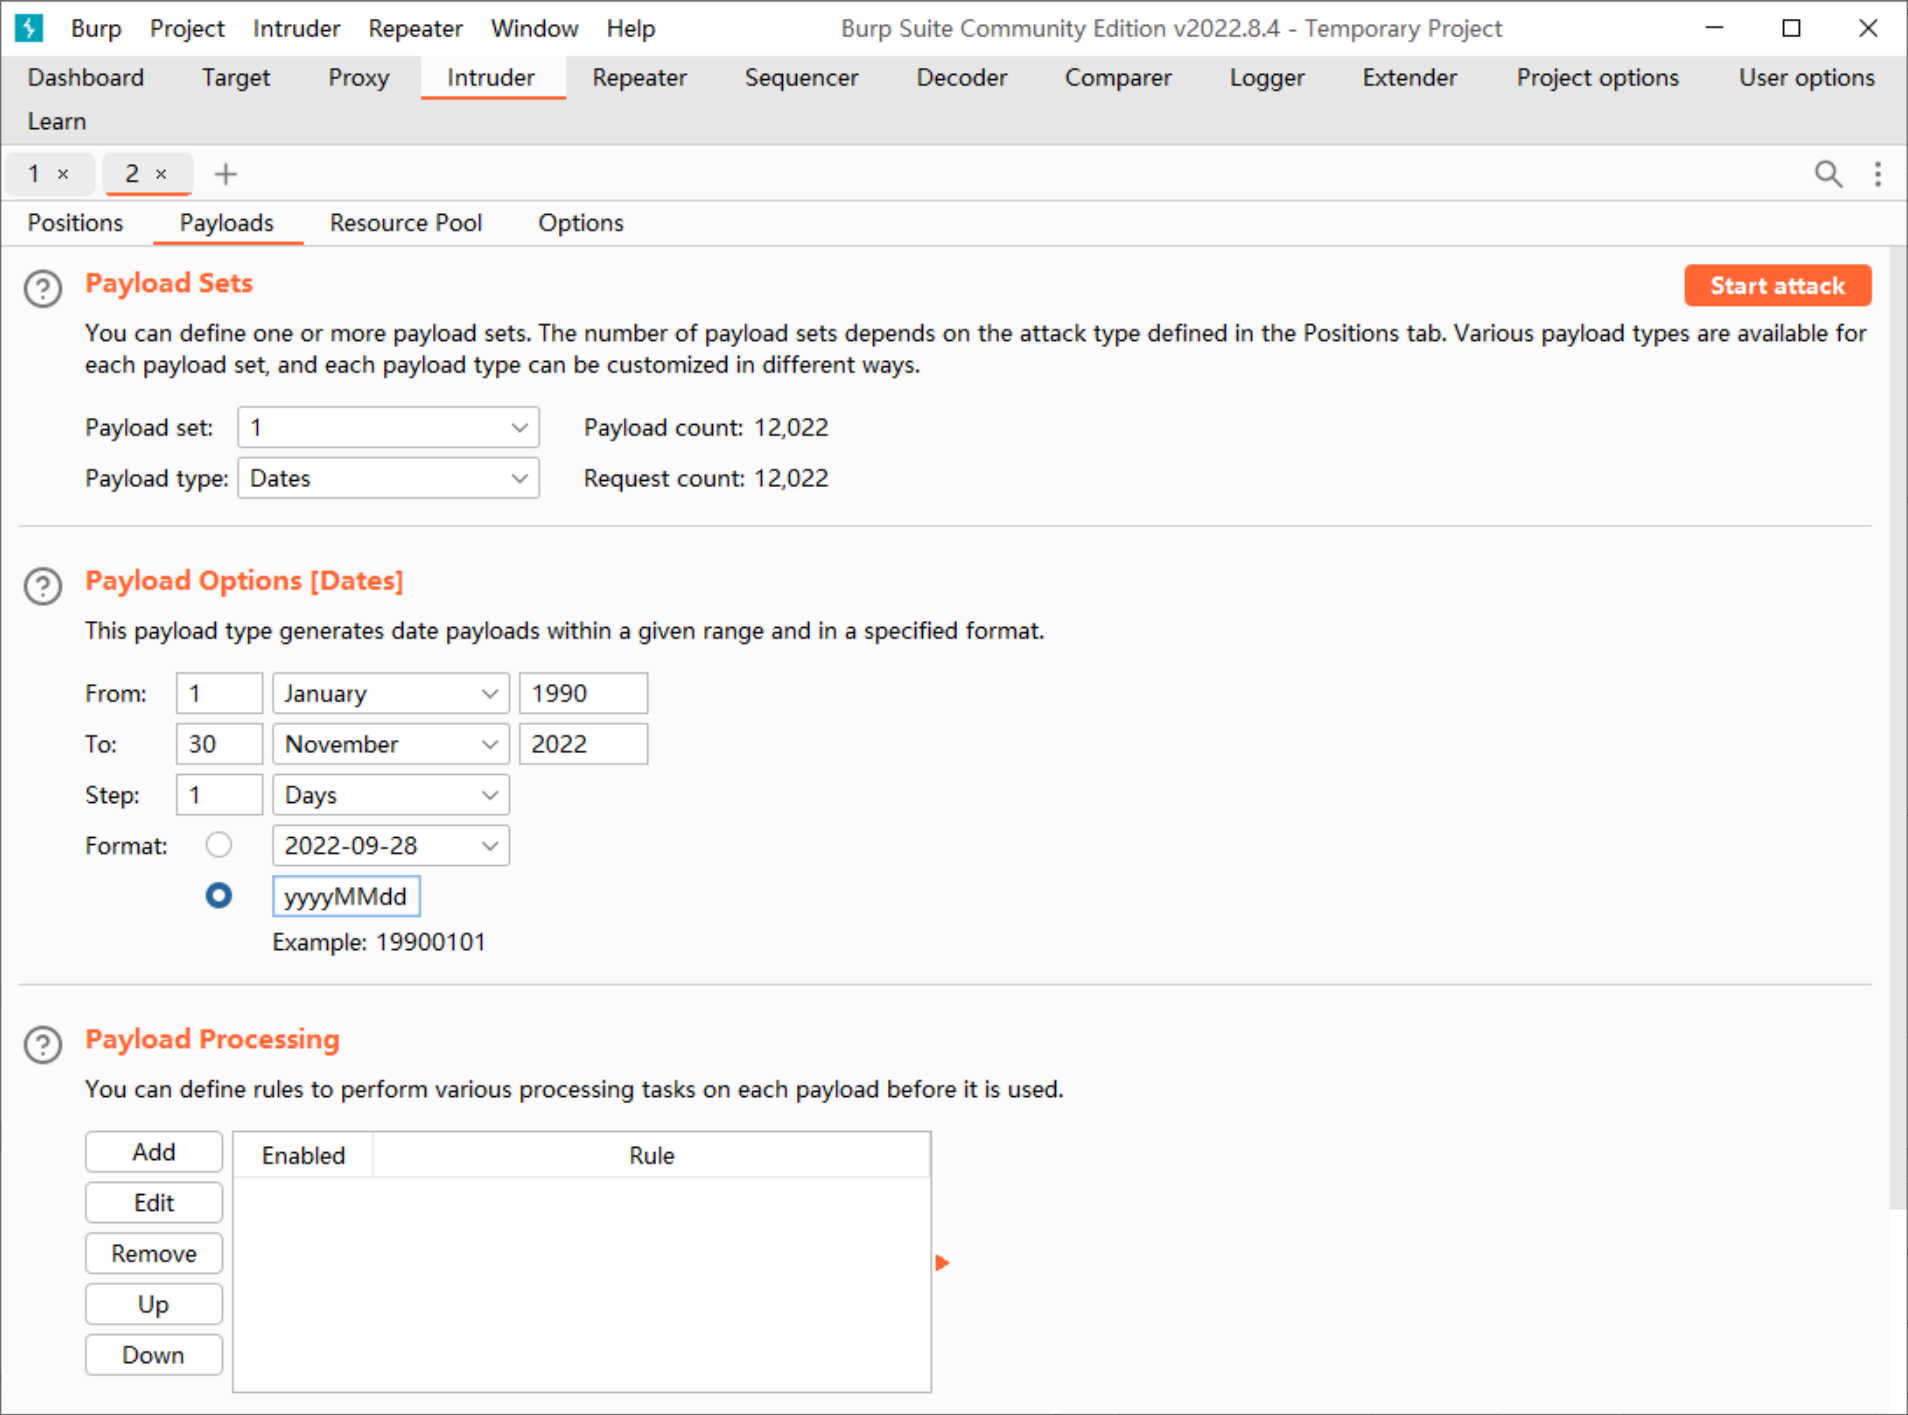 Burp Project Intruder Repeater Window Help Burp Suite Community Edition v2022.8.4 - Temporary Project
Dashboard Target Proxy Intruder Repeater Sequencer Decoder Comparer Logger Extender Project options User options
Learn
1 × 2 × +
Positions Payloads Resource Pool Options
? Payload Sets Start attack
You can define one or more payload sets. The number of payload sets depends on the attack type defined in the Positions tab. Various payload types are available for
each payload set, and each payload type can be customized in different ways.
Payload set: 1 Payload count: 12,022
Payload type: Dates Request count: 12,022
? Payload Options [Dates]
This payload type generates date payloads within a given range and in a specified format.
From: 1 January 1990
To: 30 November 2022
Step: 1 Days
Format: 2022-09-28
yyyyMMdd
Example: 19900101
? Payload Processing
You can define rules to perform various processing tasks on each payload before it is used.
Add Enabled Rule
Edit
Remove
Up
Down